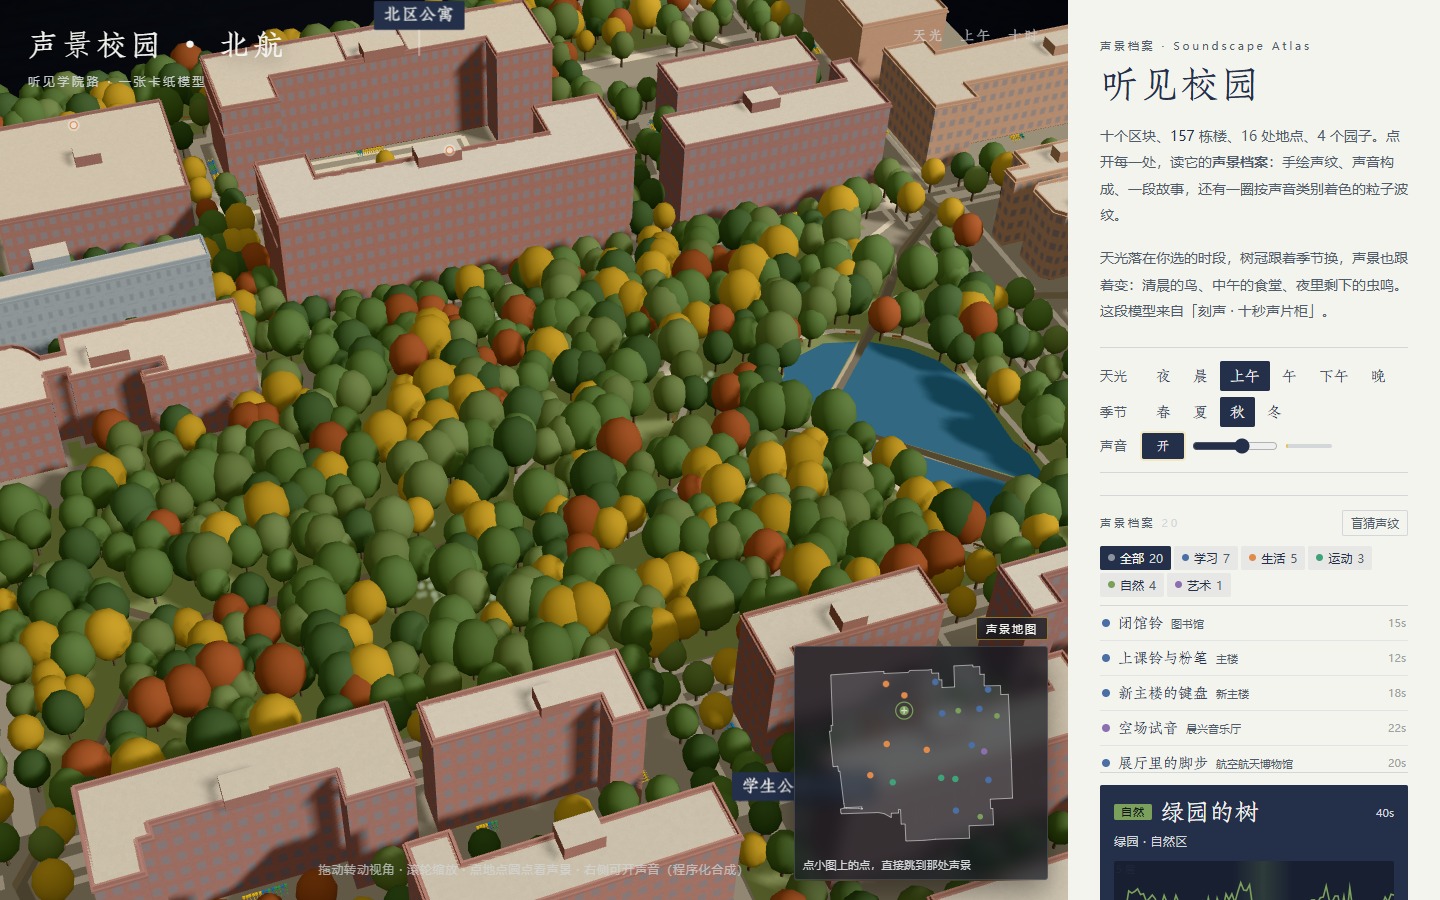 北区公寓
声景校园 • 北航
听见学院路 · 一张卡纸模型
天光 上午 十时
学生公
声景地图
点小图上的点，直接跳到那处声景
拖动转动视角 · 滚轮缩放 · 点地点圆点看声景 · 右侧可开声音（程序化合成）
声景档案 · Soundscape Atlas
听见校园
十个区块、157 栋楼、16 处地点、4 个园子。点
开每一处，读它的声景档案：手绘声纹、声音构
成、一段故事，还有一圈按声音类别着色的粒子波
纹。
天光落在你选的时段，树冠跟着季节换，声景也跟
着变：清晨的鸟、中午的食堂、夜里剩下的虫鸣。
这段模型来自「刻声 · 十秒声片柜」。
天光 夜 晨 上午 午 下午 晚
季节 春 夏 秋 冬
声音 开
声景档案 20 盲猜声纹
全部 20 学习 7 生活 5 运动 3
自然 4 艺术 1
闭馆铃 图书馆 15s
上课铃与粉笔 主楼 12s
新主楼的键盘 新主楼 18s
空场试音 晨兴音乐厅 22s
展厅里的脚步 航空航天博物馆 20s
自然 绿园的树 40s
绿园 · 自然区